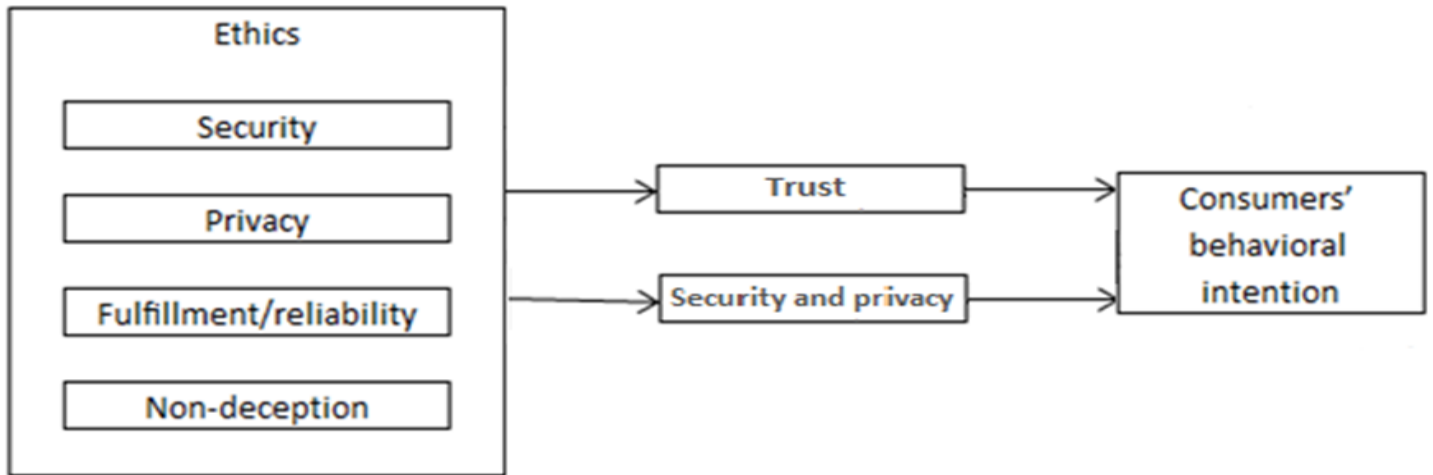 Ethics
Security
Privacy
Fulfillment/reliability
Non-deception
Trust
Security and privacy
Consumers’
behavioral
intention